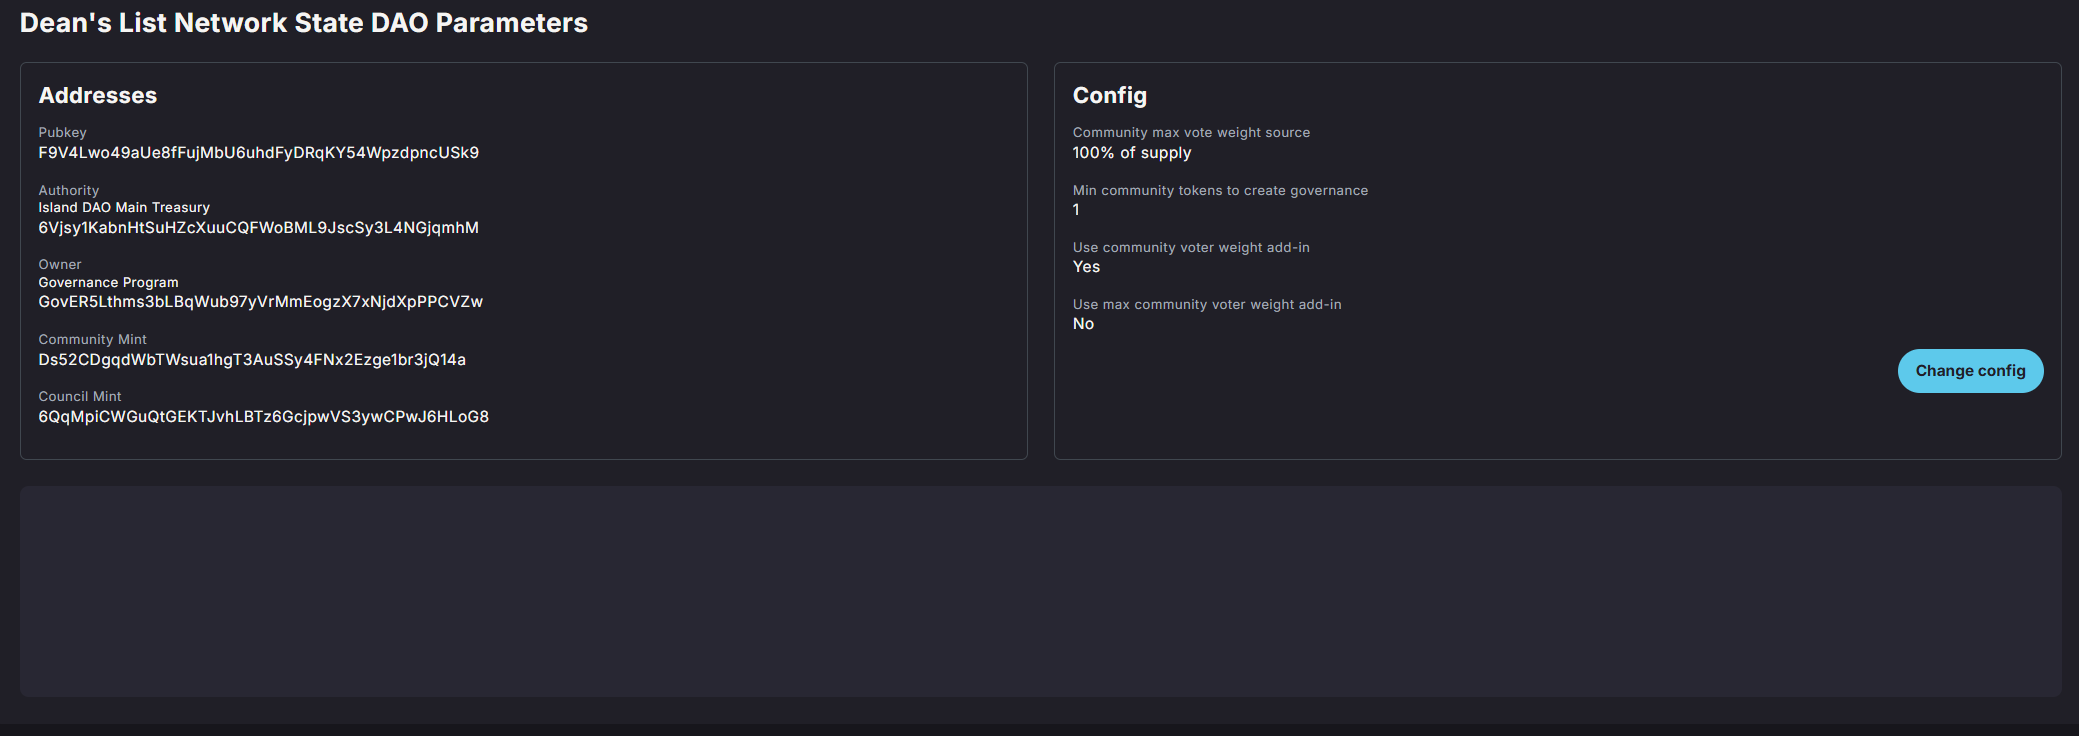 Dean's List Network State DAO Parameters
Addresses
Pubkey
F9V4Lwo49aUe8fFujMbU6uhdFyDRqKY54WpzdpncUSk9
Authority
Island DAO Main Treasury
6Vjsy1KabnHtSuHZcXuuCQFWoBML9JscSy3L4NGjqmhM
Owner
Governance Program
GovER5Lthms3bLBqWub97yVrMmEogzX7xNjdXpPPCVZw
Community Mint
Ds52CDgqdWbTWsua1hgT3AuSSy4FNx2Ezge1br3jQ14a
Council Mint
6QqMpiCWGuQtGEKTJvhLBTz6GcjpwVS3ywCPwJ6HLoG8
Config
Community max vote weight source
100% of supply
Min community tokens to create governance
1
Use community voter weight add-in
Yes
Use max community voter weight add-in
No
Change config